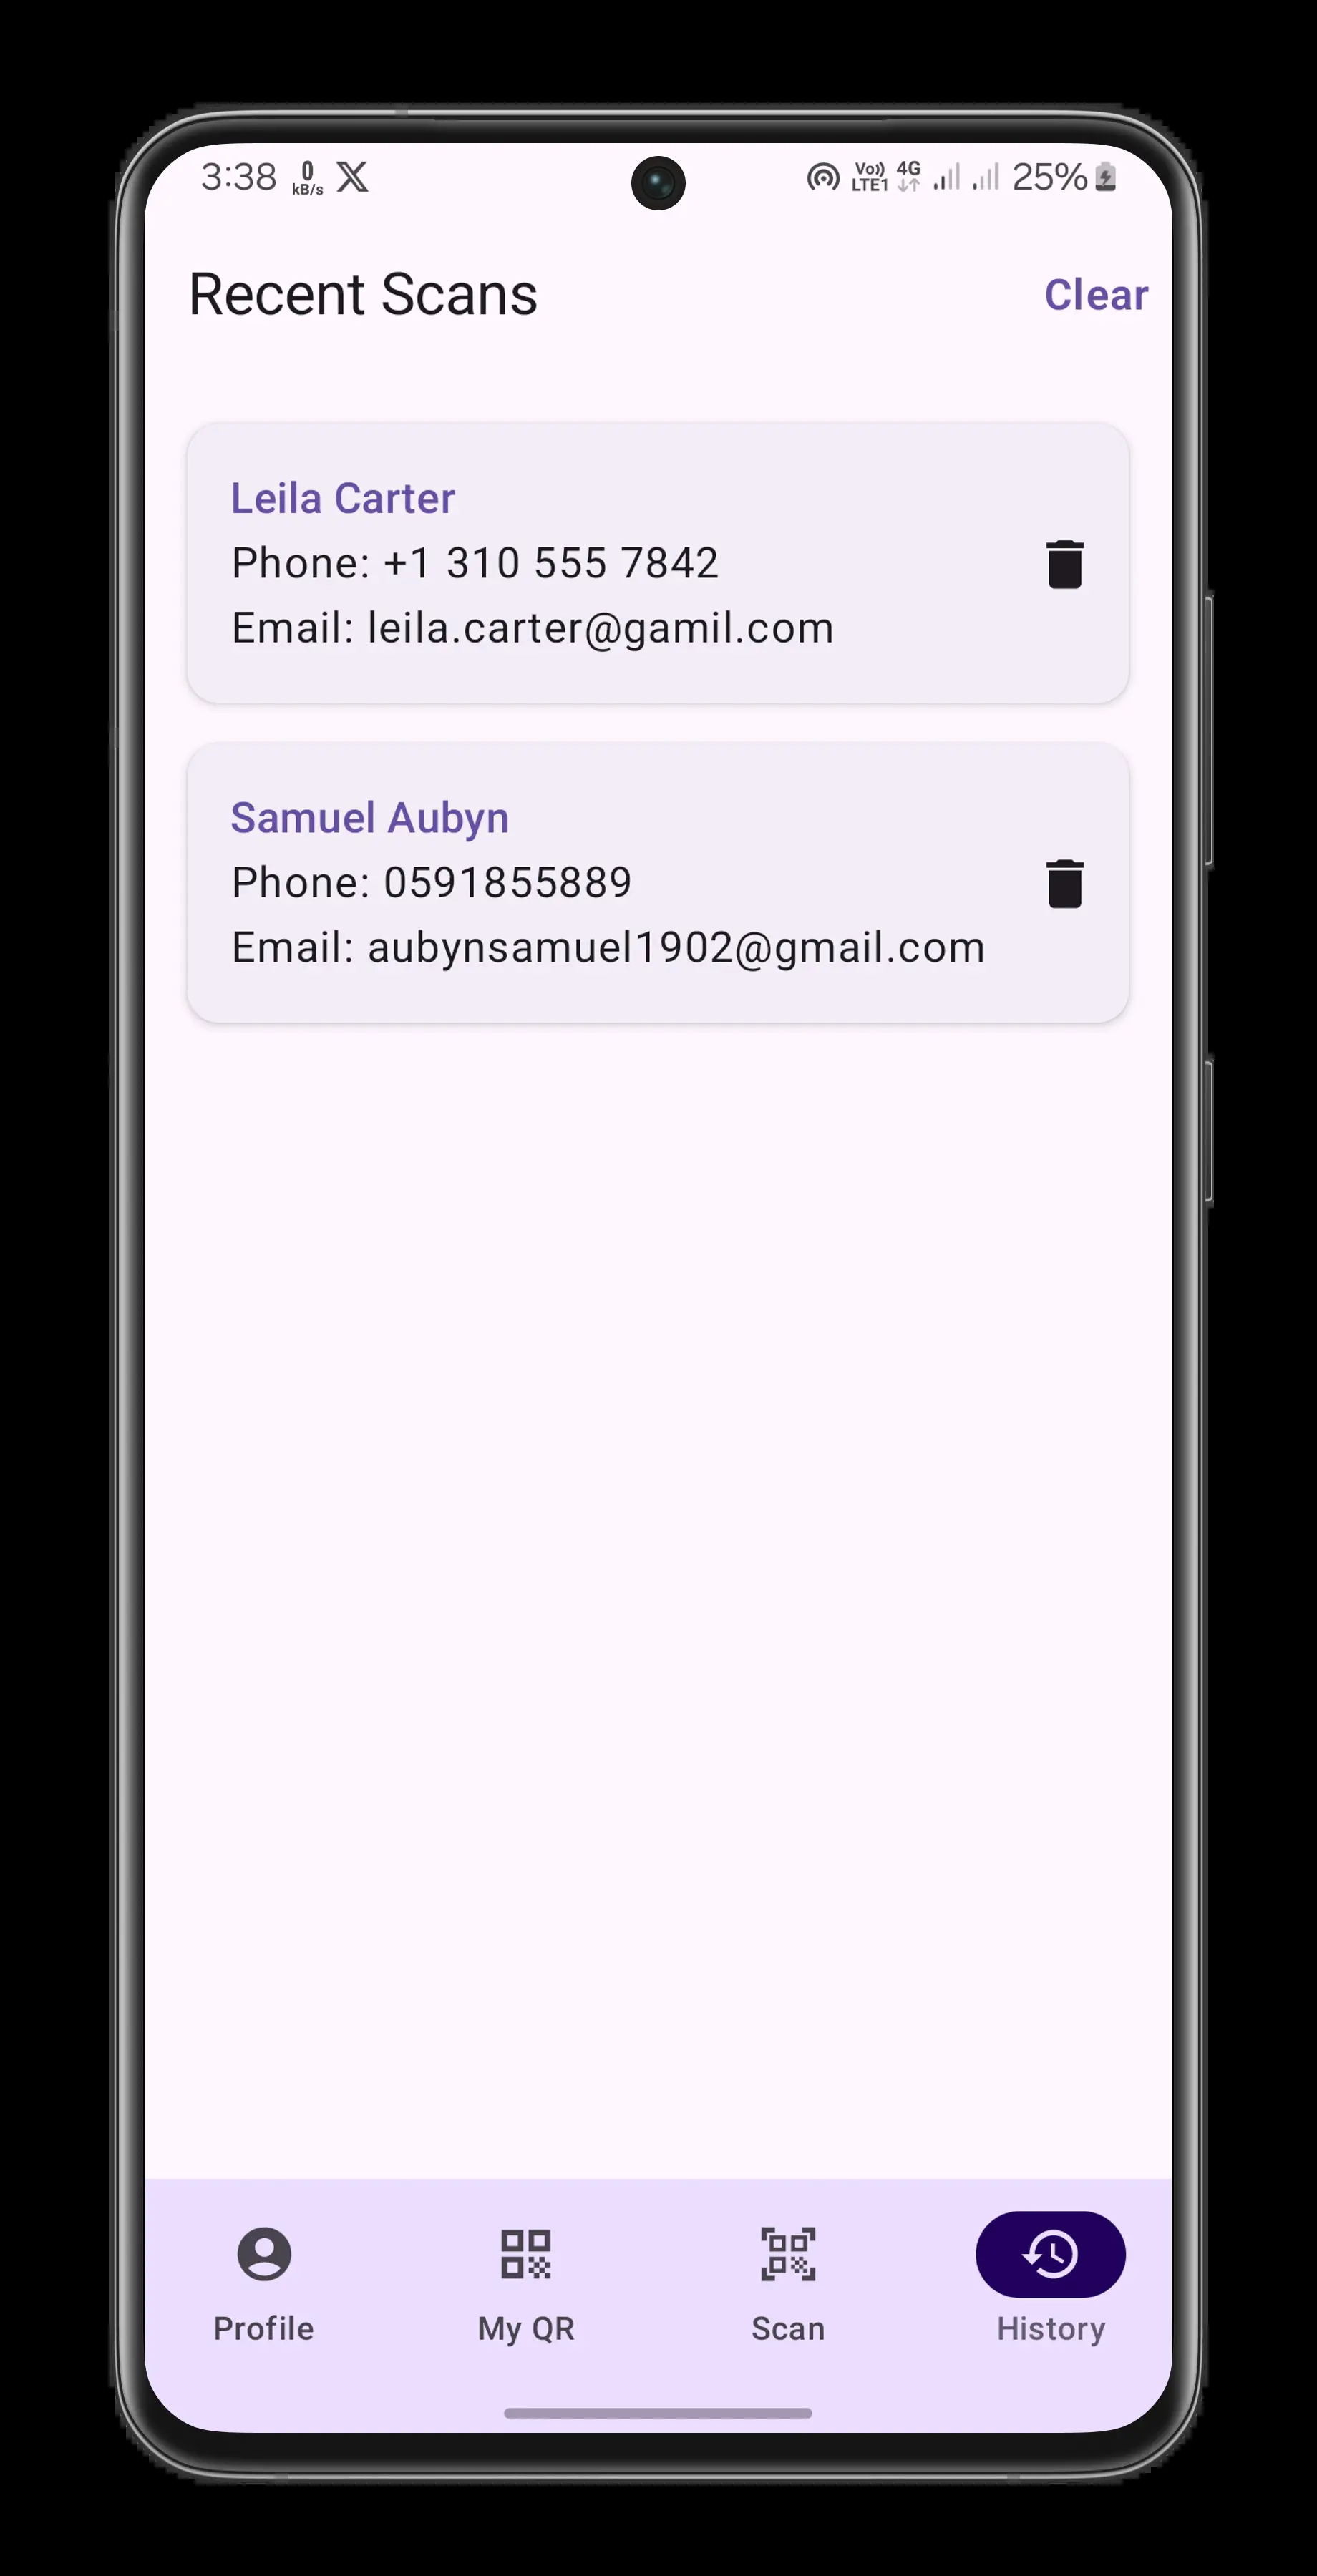 3:38 0 kB/s X Vo)) LTE1 4G 25%
Recent Scans Clear
Leila Carter
Phone: +1 310 555 7842
Email: leila.carter@gamil.com
Samuel Aubyn
Phone: 0591855889
Email: aubynsamuel1902@gmail.com
Profile My QR Scan History